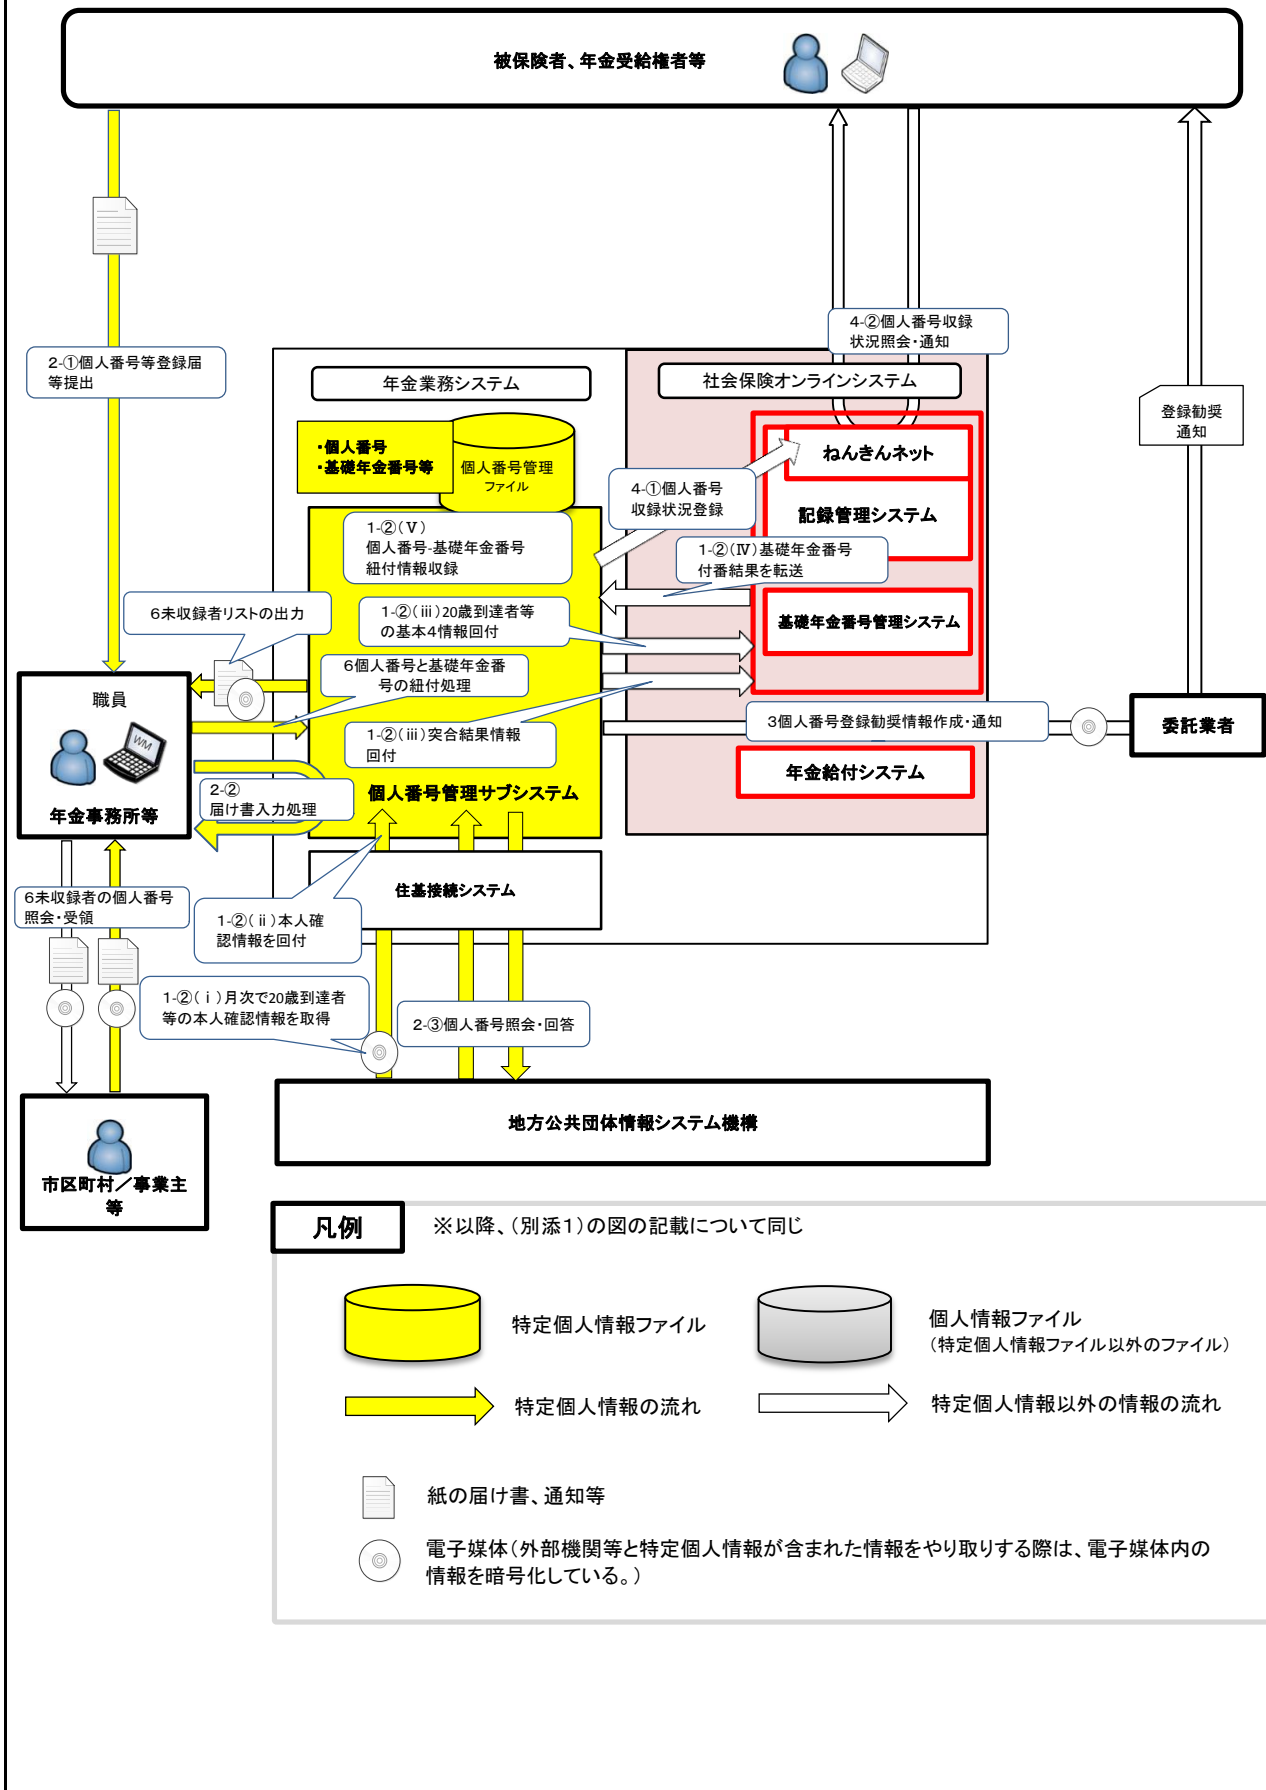 被保険者、年金受給権者等
4-②個人番号収録
状況照会・通知
2-①個人番号等登録届
等提出
年金業務システム
社会保険オンラインシステム
登録勧奨
通知
・個人番号
・基礎年金番号等
個人番号管理
ファイル
ねんきんネット
4-①個人番号
収録状況登録
記録管理システム
1-②(Ⅴ)
個人番号-基礎年金番号
紐付情報収録
1-②(Ⅳ)基礎年金番号
付番結果を転送
6未収録者リストの出力
1-②(ⅲ)20歳到達者等
の基本4情報回付
基礎年金番号管理システム
6個人番号と基礎年金番
号の紐付処理
職員
WM
年金事務所等
1-②(ⅲ)突合結果情報
回付
3個人番号登録勧奨情報作成・通知
委託業者
年金給付システム
2-②
届け書入力処理
個人番号管理サブシステム
住基接続システム
6未収録者の個人番号
照会・受領
1-②(ⅱ)本人確
認情報を回付
1-②(ⅰ)月次で20歳到達者
等の本人確認情報を取得
2-③個人番号照会・回答
地方公共団体情報システム機構
市区町村/事業主
等
凡例
※以降、(別添1)の図の記載について同じ
特定個人情報ファイル
個人情報ファイル
(特定個人情報ファイル以外のファイル)
特定個人情報の流れ
特定個人情報以外の情報の流れ
紙の届け書、通知等
電子媒体(外部機関等と特定個人情報が含まれた情報をやり取りする際は、電子媒体内の
情報を暗号化している。)